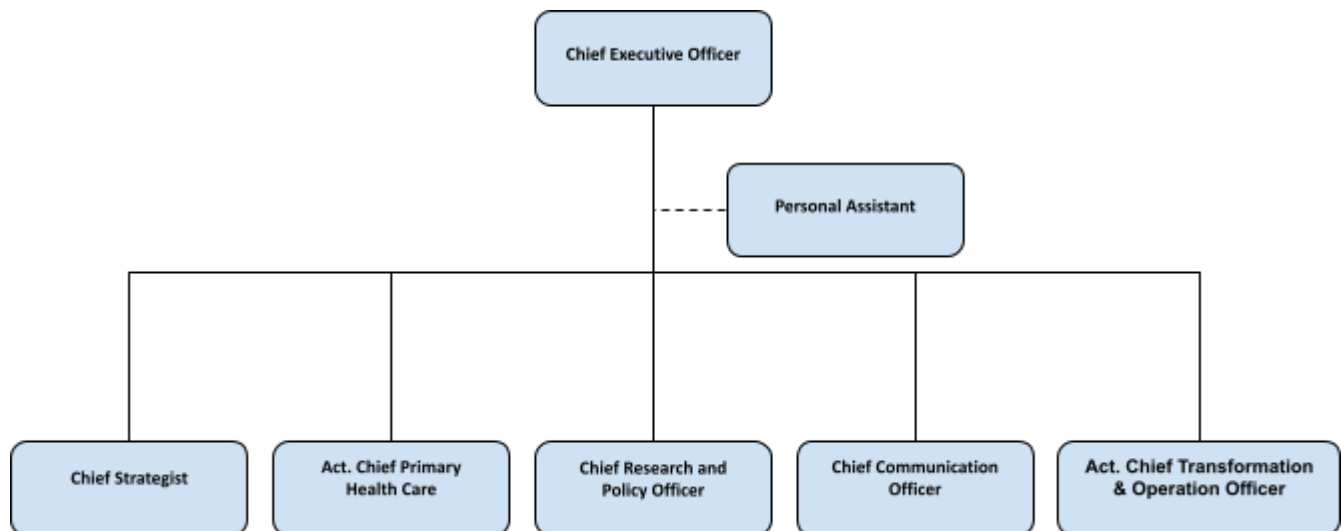 Chief Executive Officer
Personal Assistant
Chief Strategist
Act. Chief Primary
Health Care
Chief Research and
Policy Officer
Chief Communication
Officer
Act. Chief Transformation
& Operation Officer